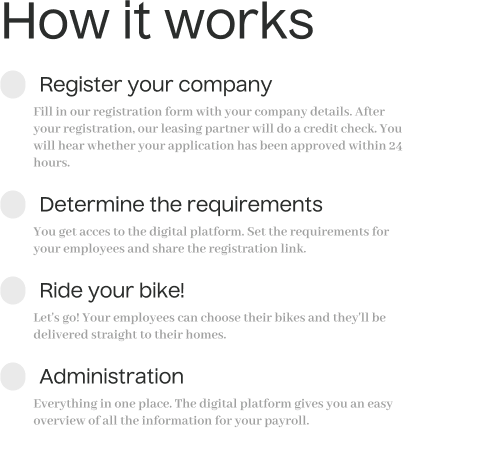 How it works
Register your company
Fill in our registration form with your company details. After
your registration, our leasing partner will do a credit check. You
will hear whether your application has been approved within 24
hours.
Determine the requirements
You get acces to the digital platform. Set the requirements for
your employees and share the registration link.
Ride your bike!
Let's go! Your employees can choose their bikes and they'll be
delivered straight to their homes.
Administration
Everything in one place. The digital platform gives you an easy
overview of all the information for your payroll.